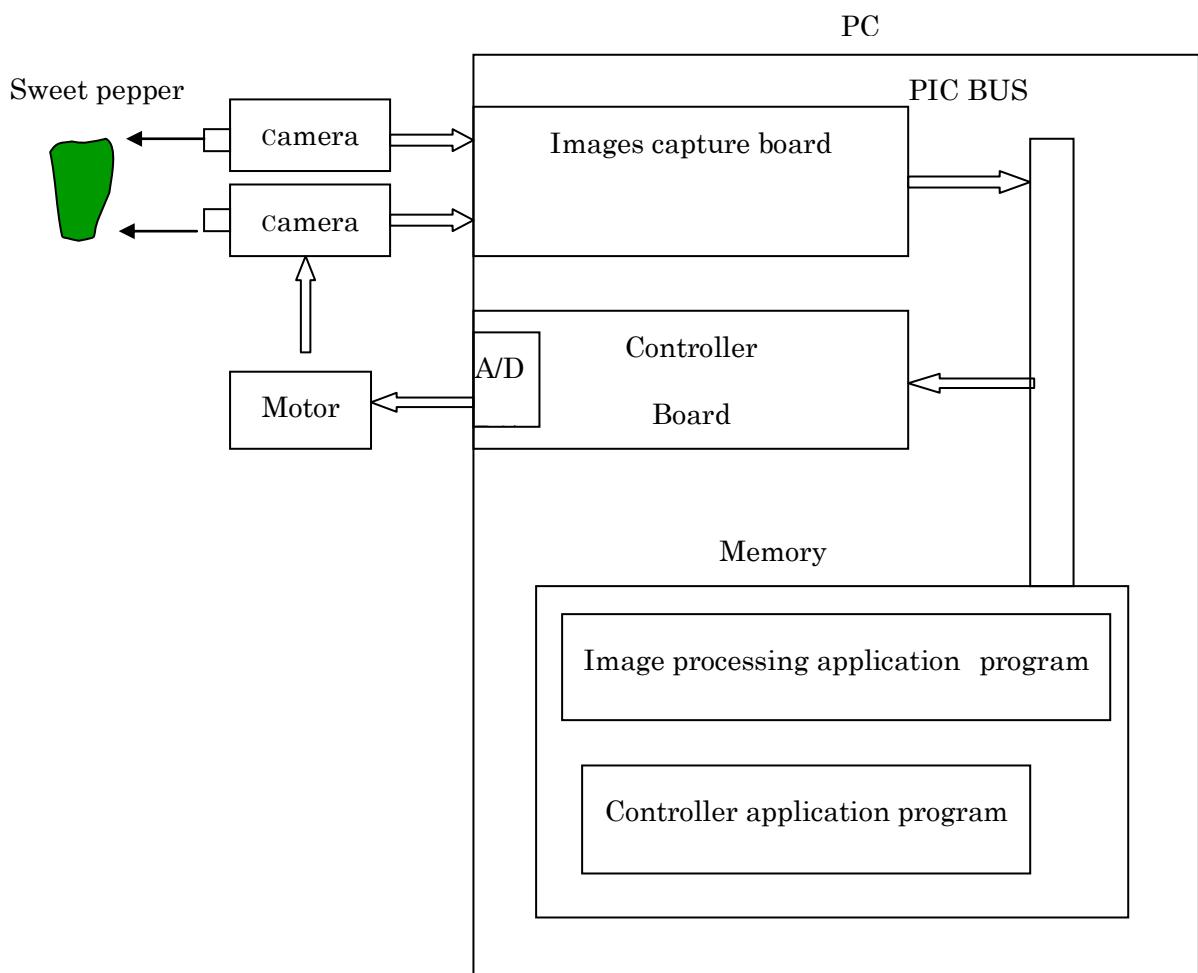 PC
Sweet pepper
PIC BUS
camera
Images capture board
camera
Controller
A/D
Motor
Board
Memory
Image processing application program
Controller application program